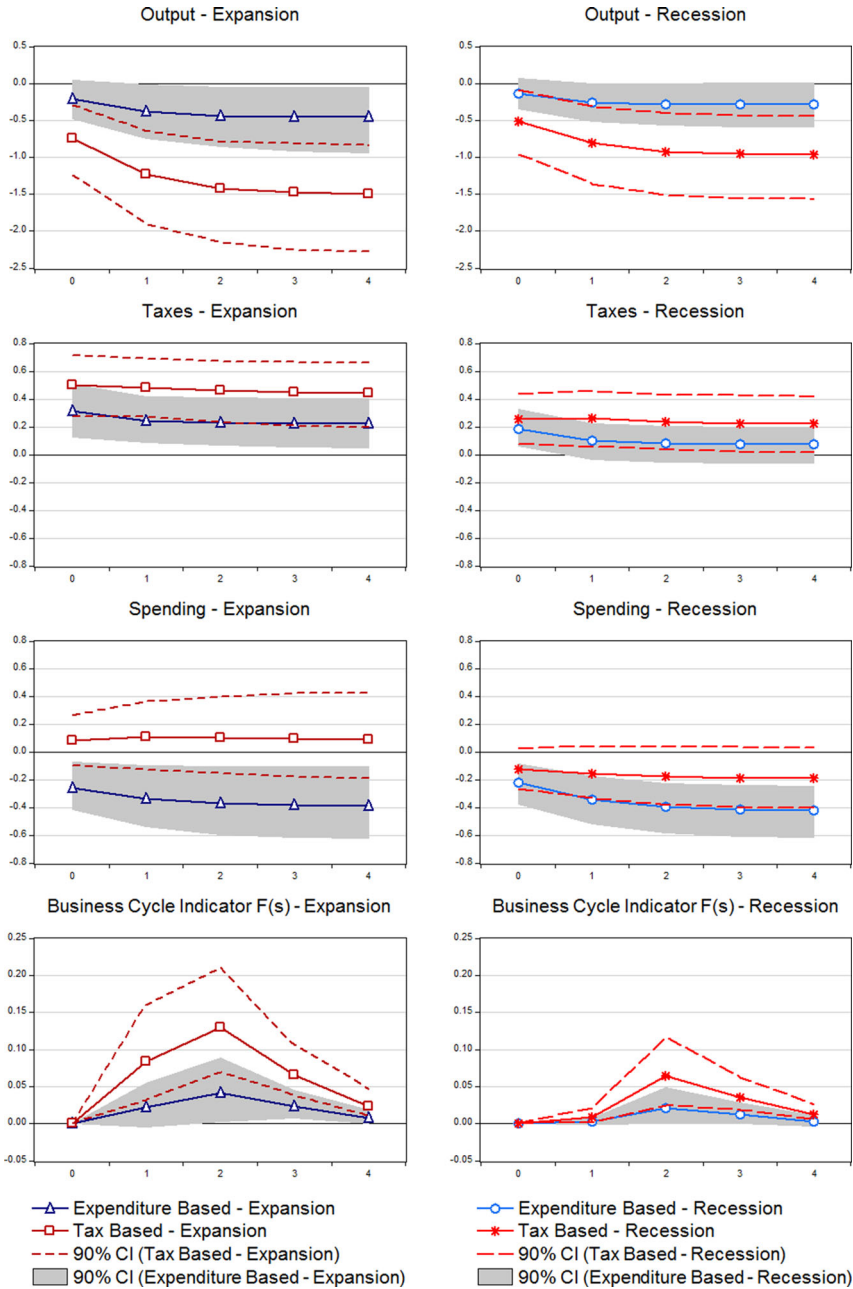 Output - Expansion
Output - Recession
0.5
0.0
-0.5
-1.0
-1.5
-2.0
-2.5
0 1 2 3 4
0.5
0.0
-0.5
-1.0
-1.5
-2.0
-2.5
0 1 2 3 4
Taxes - Expansion
Taxes - Recession
0.8
0.6
0.4
0.2
0.0
-0.2
-0.4
-0.6
-0.8
0 1 2 3 4
0.8
0.6
0.4
0.2
0.0
-0.2
-0.4
-0.6
-0.8
0 1 2 3 4
Spending - Expansion
Spending - Recession
0.8
0.6
0.4
0.2
0.0
-0.2
-0.4
-0.6
-0.8
0 1 2 3 4
0.8
0.6
0.4
0.2
0.0
-0.2
-0.4
-0.6
-0.8
0 1 2 3 4
Business Cycle Indicator F(s) - Expansion
Business Cycle Indicator F(s) - Recession
0.25
0.20
0.15
0.10
0.05
0.00
-0.05
0 1 2 3 4
0.25
0.20
0.15
0.10
0.05
0.00
-0.05
0 1 2 3 4
Expenditure Based - Expansion
Tax Based - Expansion
90% CI (Tax Based - Expansion)
90% CI (Expenditure Based - Expansion)
Expenditure Based - Recession
Tax Based - Recession
90% CI (Tax Based - Recession)
90% CI (Expenditure Based - Recession)